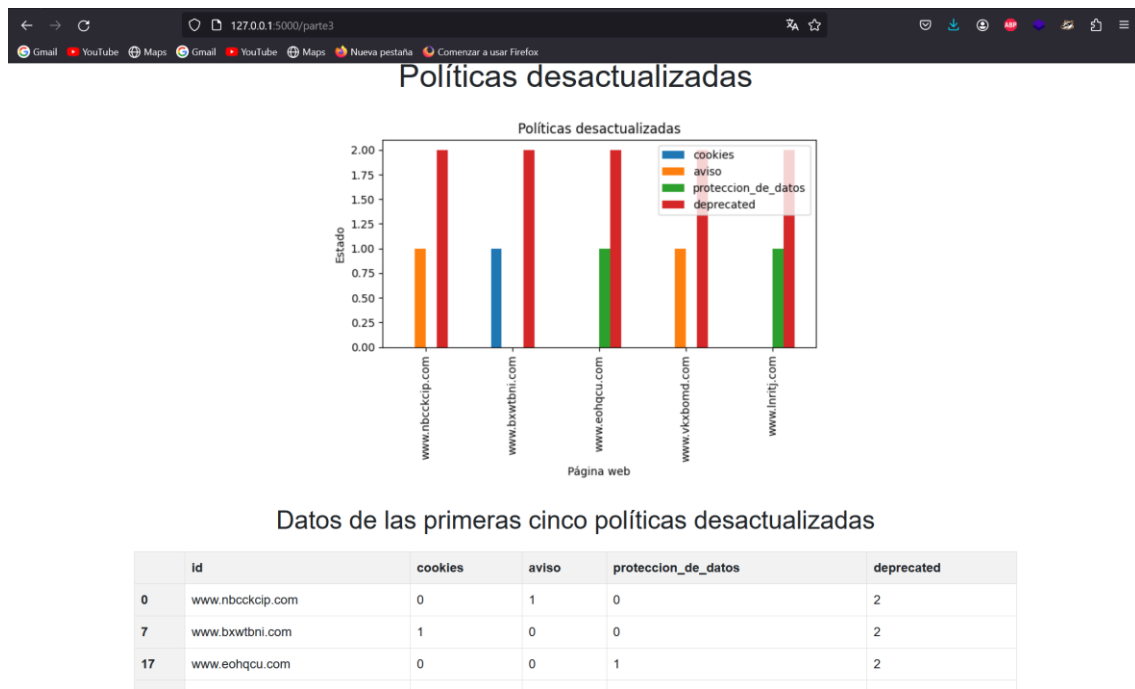 127.0.0.1:5000/parte3
ABP
Gmail YouTube Maps Gmail YouTube Maps Nueva pestaña Comenzar a usar Firefox
Políticas desactualizadas
Políticas desactualizadas
cookies
aviso
proteccion_de_datos
deprecated
2.00
1.75
1.50
1.25
1.00
0.75
0.50
0.25
0.00
Estado
www.nbcckcip.com
www.bxwtbni.com
www.eohqcu.com
www.vkxbomd.com
www.lnritj.com
Página web
Datos de las primeras cinco políticas desactualizadas
id cookies aviso proteccion_de_datos deprecated
0 www.nbcckcip.com 0 1 0 2
7 www.bxwtbni.com 1 0 0 2
17 www.eohqcu.com 0 0 1 2